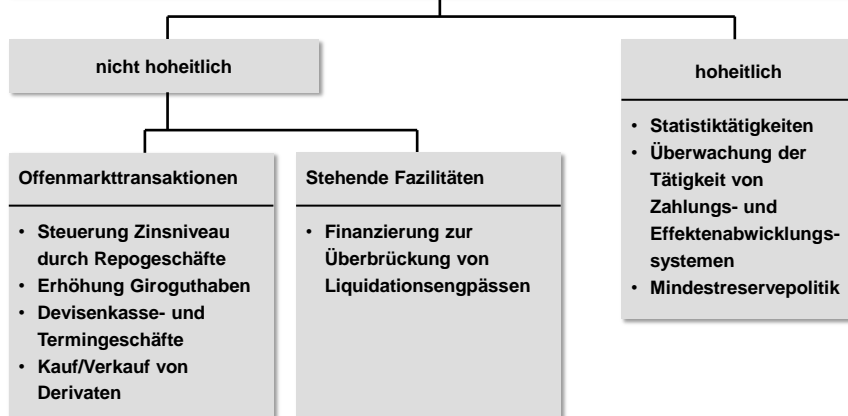 nicht hoheitlich
hoheitlich
• Statistiktätigkeiten
• Überwachung der
Tätigkeit von
Zahlungs- und
Effektenabwicklungs-
systemen
• Mindestreservepolitik
Offenmarkttransaktionen
• Steuerung Zinsniveau
durch Repogeschäfte
• Erhöhung Giroguthaben
• Devisenkasse- und
Termingeschäfte
• Kauf/Verkauf von
Derivaten
Stehende Fazilitäten
• Finanzierung zur
Überbrückung von
Liquidationsengpässen